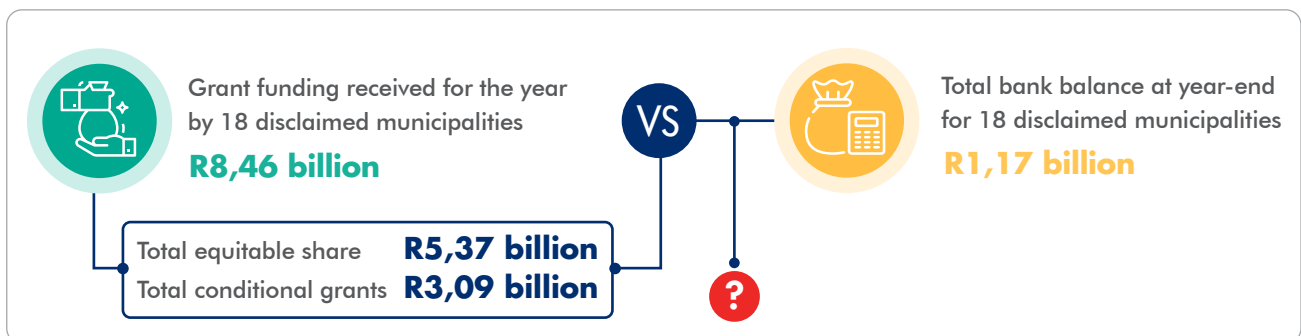 Grant funding received for the year
by 18 disclaimed municipalities
R8,46 billion
VS
Total bank balance at year-end
for 18 disclaimed municipalities
R1,17 billion
Total equitable share R5,37 billion
Total conditional grants R3,09 billion
?